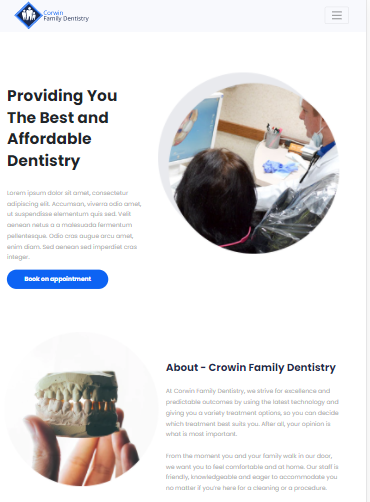 Corwin
Family Dentistry
Providing You
The Best and
Affordable
Dentistry
Lorem ipsum dolor sit amet, consectetur
adipiscing elit. Accumsan, viverra odio amet,
ut suspendisse elementum quis sed. Velit
aenean netus a a malesuada fermentum
pellentesque. Odio cras augue arcu amet,
enim diam. Sed aenean sed imperdiet cras
integer.
Book an appointment
About - Crowin Family Dentistry
At Corwin Family Dentistry, we strive for excellence and
predictable outcomes by using the latest technology and
giving you a variety treatment options, so you can decide
which treatment best suits you. After all, your opinion is
what is most important.
From the moment you and your family walk in our door,
we want you to feel comfortable and at home. Our staff is
friendly, knowledgeable and eager to accommodate you
no matter if you're here for a cleaning or a procedure.